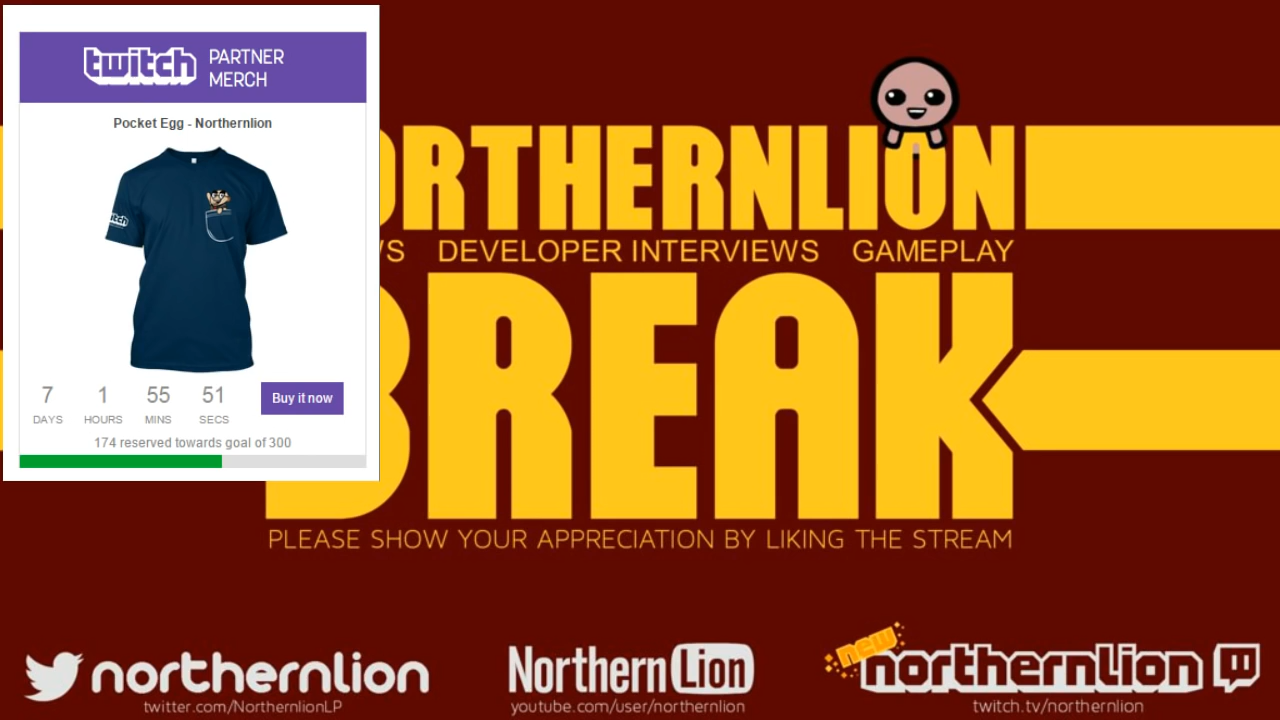 twitch PARTNER MERCH
Pocket Egg - Northernlion
7 1 55 51
DAYS HOURS MINS SECS
Buy it now
174 reserved towards goal of 300
ORTHERNLION
DEVELOPER INTERVIEWS GAMEPLAY
BREAK
PLEASE SHOW YOUR APPRECIATION BY LIKING THE STREAM
northernlion
twitter.com/NorthernlionLP
Northern Lion
youtube.com/user/northernlion
new northernlion
twitch.tv/northernlion